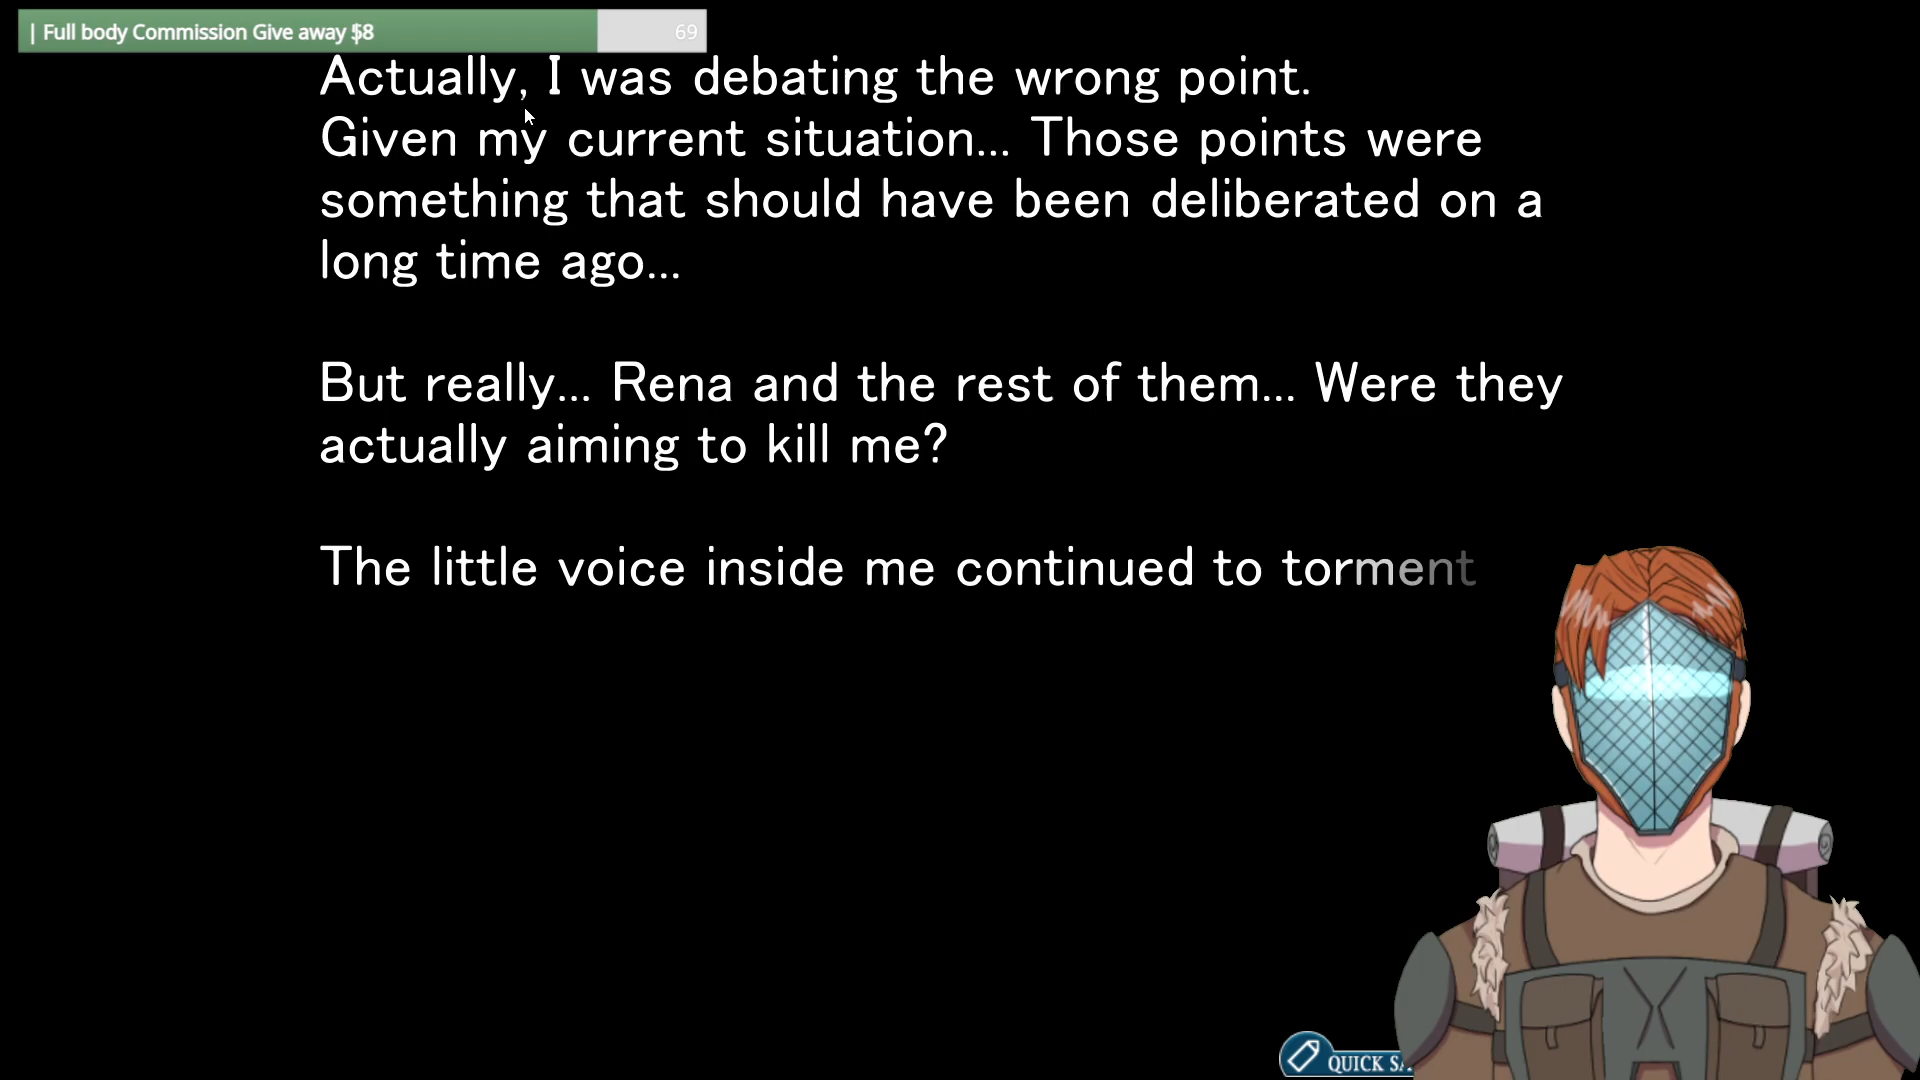 | Full body Commission Give away $8
69
Actually, I was debating the wrong point.
Given my current situation... Those points were
something that should have been deliberated on a
long time ago...
But really... Rena and the rest of them... Were they
actually aiming to kill me?
The little voice inside me continued to torment
QUICK SA